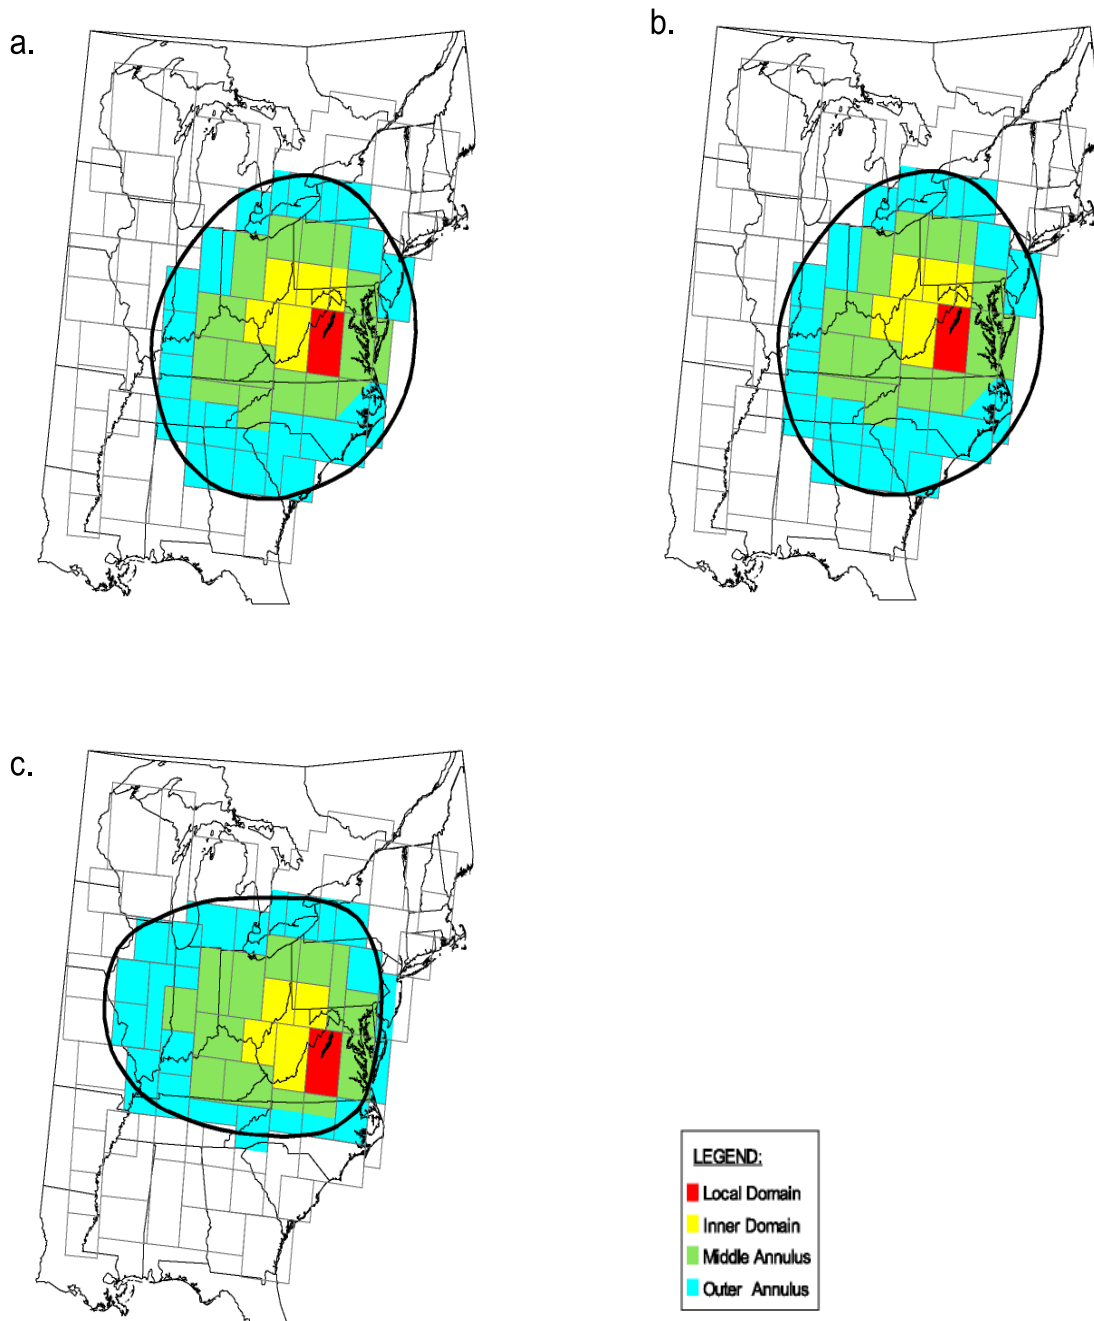 a.
b.
c.
LEGEND:
Local Domain
Inner Domain
Middle Annulus
Outer Annulus